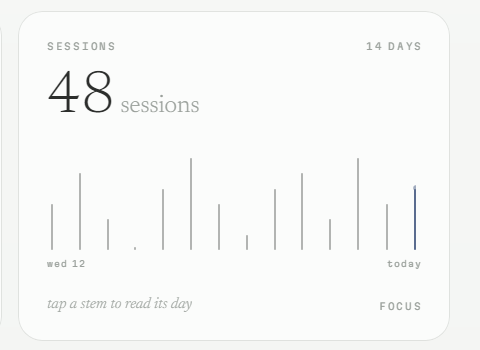 SESSIONS 14 DAYS
48 sessions
wed 12 today
tap a stem to read its day FOCUS